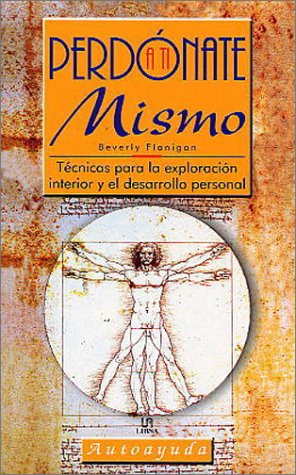 PERDÓNATE
A TI
Mismo
Beverly Flanigan
Técnicas para la exploración
interior y el desarrollo personal
LIBSA
Autoayuda